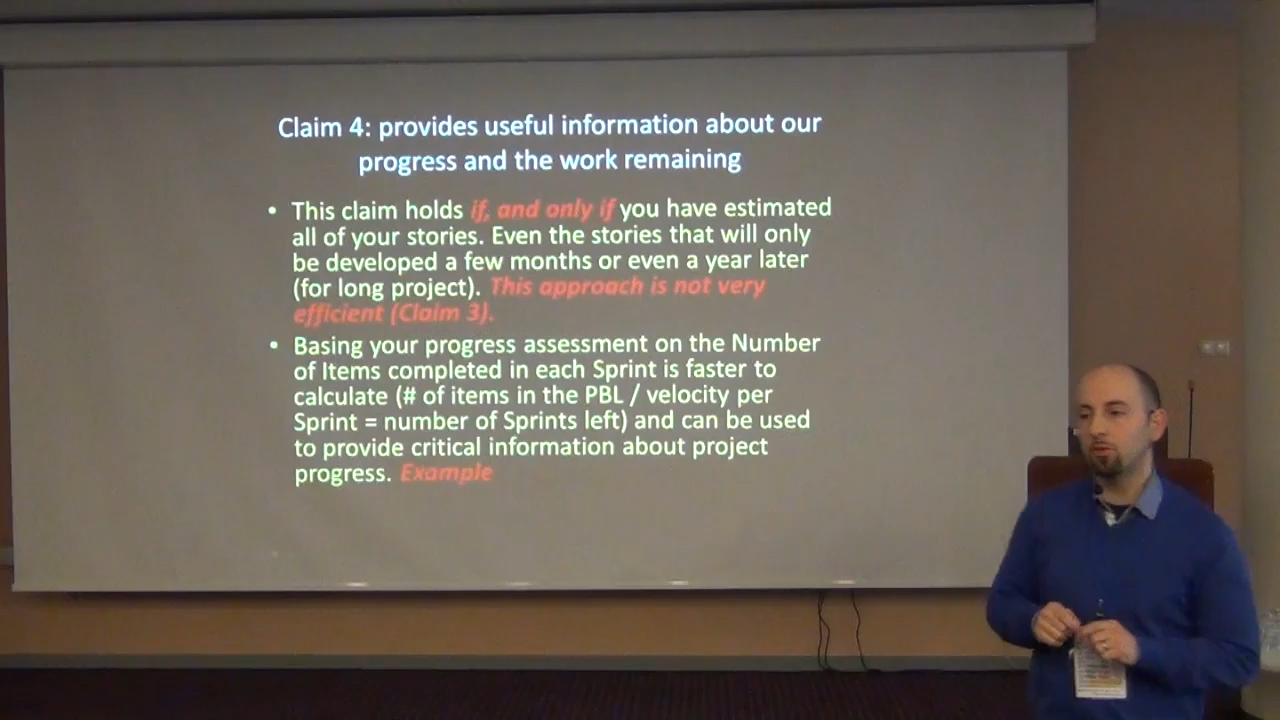 Claim 4: provides useful information about our
progress and the work remaining
• This claim holds if, and only if you have estimated
all of your stories. Even the stories that will only
be developed a few months or even a year later
(for long project). This approach is not very
efficient (Claim 3).
• Basing your progress assessment on the Number
of Items completed in each Sprint is faster to
calculate (# of items in the PBL / velocity per
Sprint = number of Sprints left) and can be used
to provide critical information about project
progress. Example